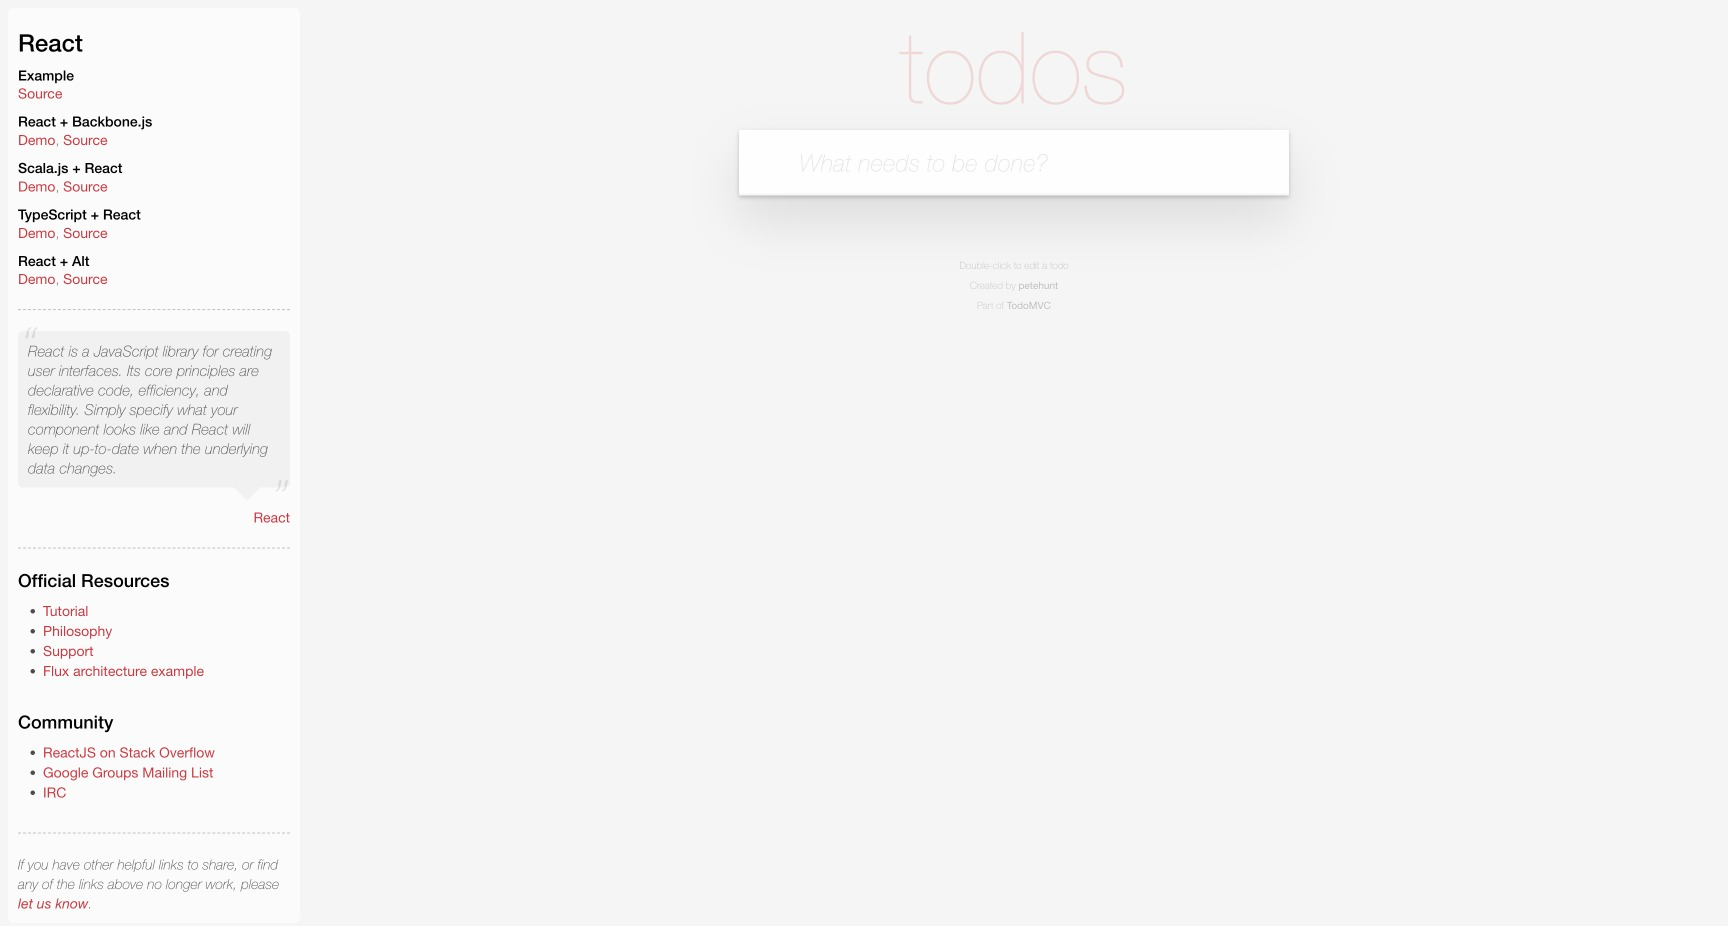 React
Example
Source
React + Backbone.js
Demo, Source
Scala.js + React
Demo, Source
TypeScript + React
Demo, Source
React + Alt
Demo, Source
“
React is a JavaScript library for creating
user interfaces. Its core principles are
declarative code, efficiency, and
flexibility. Simply specify what your
component looks like and React will
keep it up-to-date when the underlying
data changes.
”
React
Official Resources
• Tutorial
• Philosophy
• Support
• Flux architecture example
Community
• ReactJS on Stack Overflow
• Google Groups Mailing List
• IRC
If you have other helpful links to share, or find
any of the links above no longer work, please
let us know.
todos
What needs to be done?
Double-click to edit a todo
Created by petehunt
Part of TodoMVC